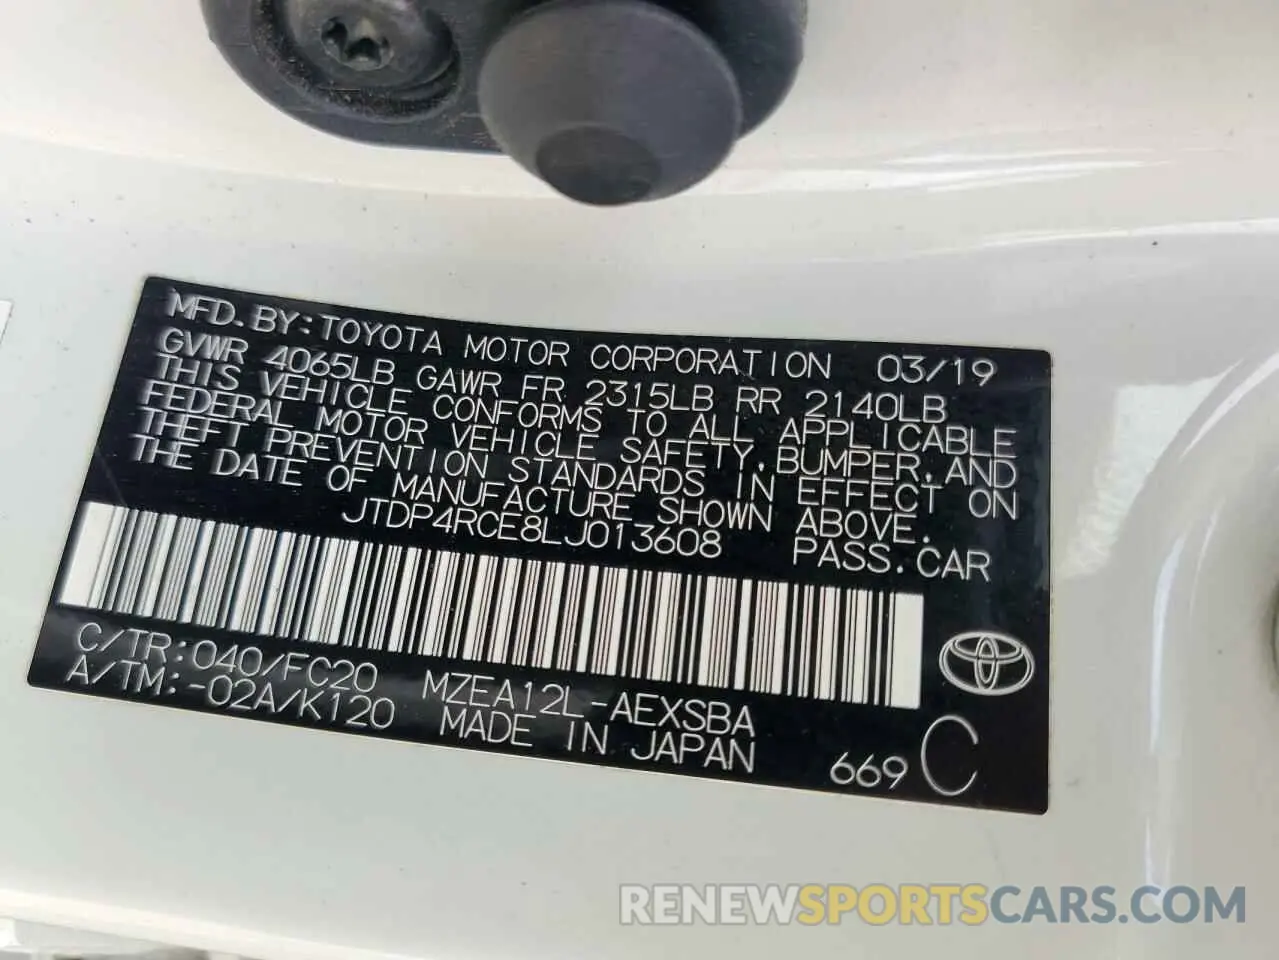 MFD.BY:TOYOTA MOTOR CORPORATION 03/19
GVWR 4065LB GAWR FR 2315LB RR 2140LB
THIS VEHICLE CONFORMS TO ALL APPLICABLE
FEDERAL MOTOR VEHICLE SAFETY,BUMPER,AND
THEFT PREVENTION STANDARDS IN EFFECT ON
THE DATE OF MANUFACTURE SHOWN ABOVE.
JTDP4RCE8LJ013608 PASS.CAR
C/TR:040/FC20 MZEA12L-AEXSBA
A/TM:-02A/K120 MADE IN JAPAN 669 C
RENEWSPORTSCARS.COM